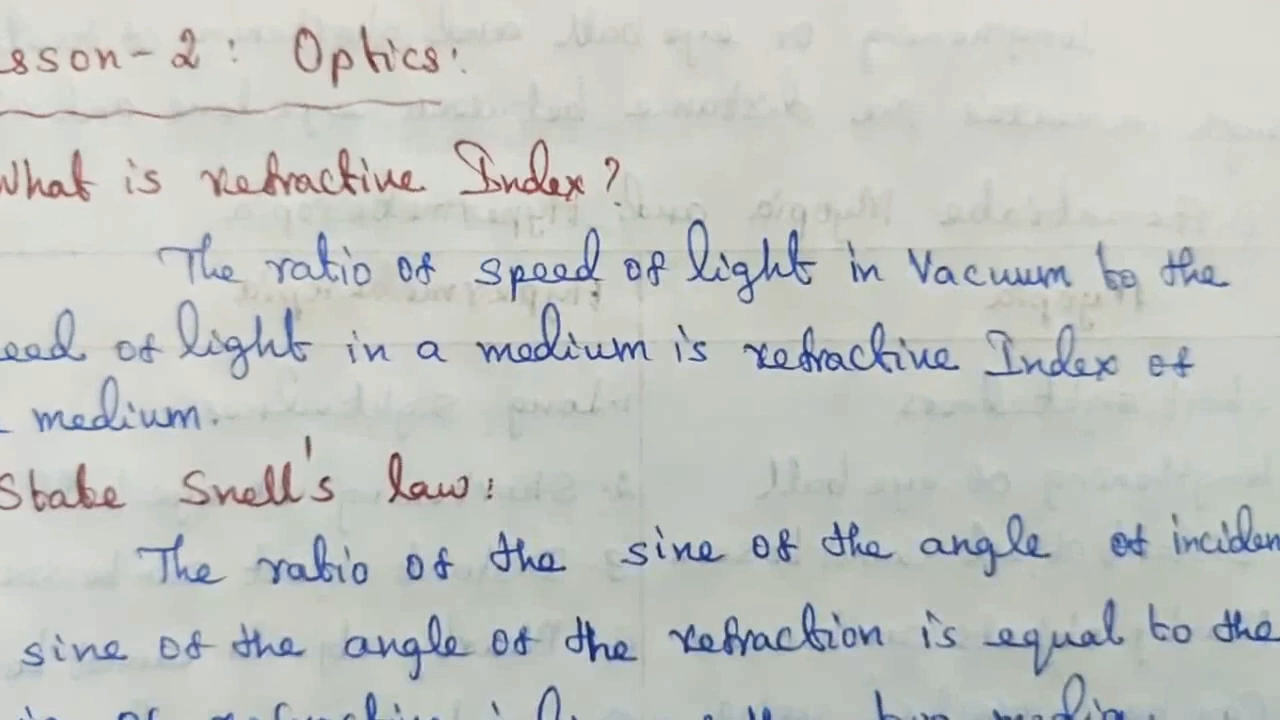 sson-2: Optics:
What is refractive Index?
The ratio of speed of light in Vacuum to the
eed of light in a medium is refractive Index of
medium.
State Snell's law:
The ratio of the sine of the angle of inciden
sine of the angle of the refraction is equal to the
of media